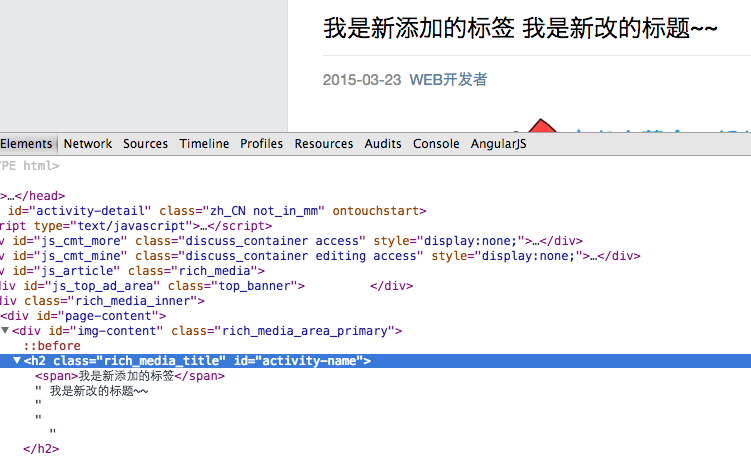 我是新添加的标签 我是新改的标题~~
2015-03-23 WEB开发者
Elements Network Sources Timeline Profiles Resources Audits Console AngularJS
YPE html>
>…</head>
id="activity-detail" class="zh_CN not_in_mm" ontouchstart>
ript type="text/javascript">…</script>
v id="js_cmt_more" class="discuss_container access" style="display:none;">…</div>
v id="js_cmt_mine" class="discuss_container editing access" style="display:none;">…</div>
v id="js_article" class="rich_media">
div id="js_top_ad_area" class="top_banner"> </div>
div class="rich_media_inner">
<div id="page-content">
▼<div id="img-content" class="rich_media_area_primary">
::before
▼<h2 class="rich_media_title" id="activity-name">
<span>我是新添加的标签</span>
" 我是新改的标题~~
"
"
"
</h2>